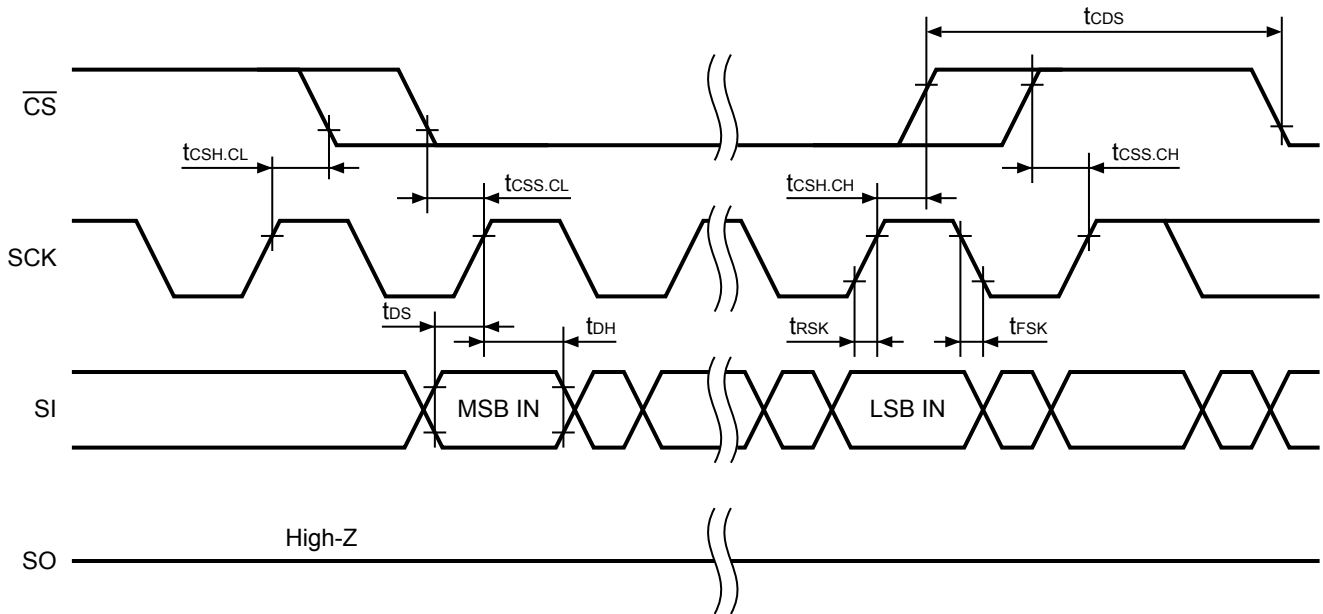 tCDS
CS
tCSH.CL
tCSS.CL
tCSH.CH
tCSS.CH
SCK
tDS
tDH
tRSK
tFSK
SI
MSB IN
LSB IN
High-Z
SO